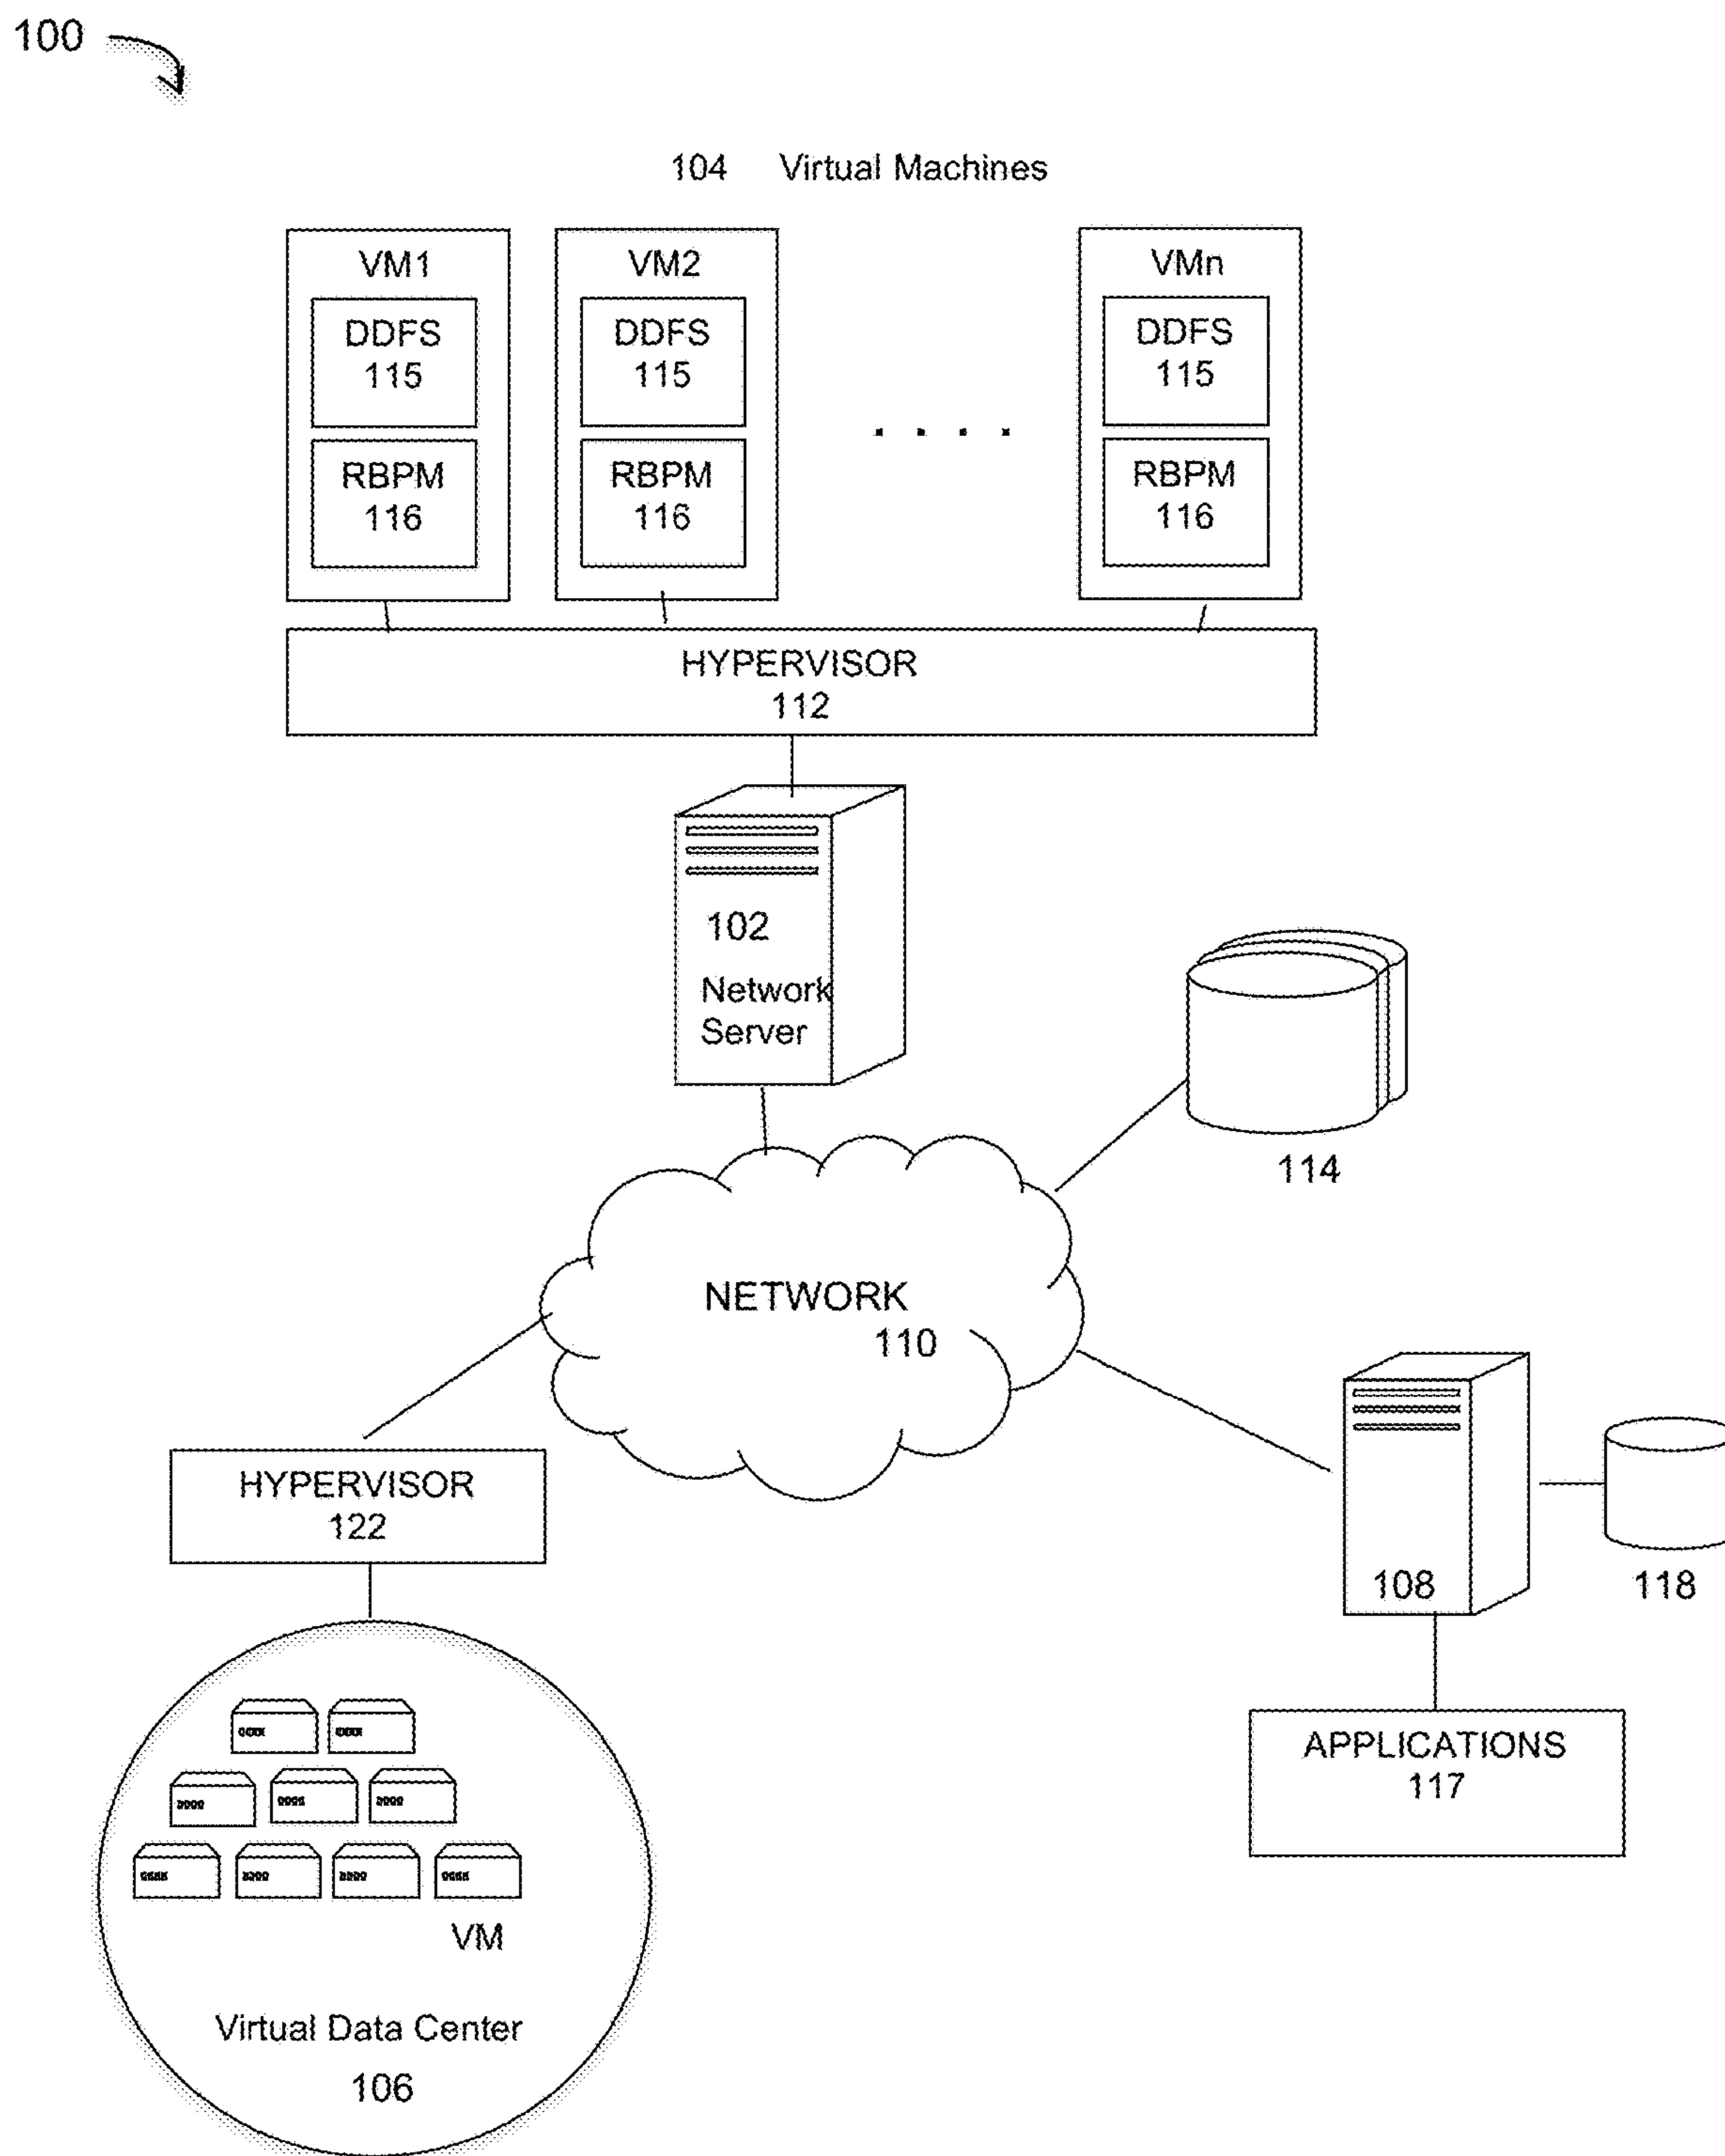 100
104 Virtual Machines
VM1
DDFS
115
RBPM
116
VM2
DDFS
115
RBPM
116
. . . .
VMn
DDFS
115
RBPM
116
HYPERVISOR
112
102
Network
Server
114
NETWORK
110
HYPERVISOR
122
108
118
APPLICATIONS
117
VM
Virtual Data Center
106